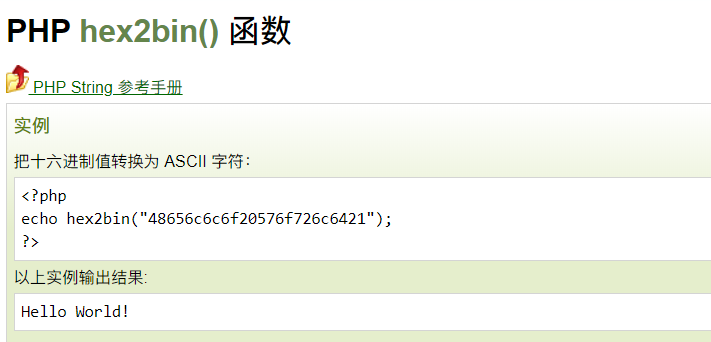 PHP hex2bin() 函数
PHP String 参考手册
实例
把十六进制值转换为 ASCII 字符：
<?php
echo hex2bin("48656c6c6f20576f726c6421");
?>
以上实例输出结果:
Hello World!